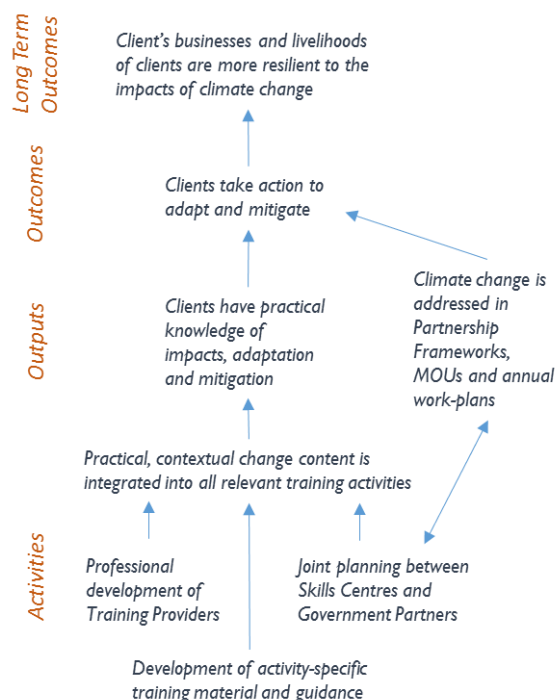 Long Term
Outcomes
Client's businesses and livelihoods
of clients are more resilient to the
impacts of climate change
Outcomes
Clients take action to
adapt and mitigate
Outputs
Clients have practical
knowledge of
impacts, adaptation
and mitigation
Climate change is
addressed in
Partnership
Frameworks,
MOUs and annual
work-plans
Practical, contextual change content is
integrated into all relevant training activities
Activities
Professional
development of
Training Providers
Joint planning between
Skills Centres and
Government Partners
Development of activity-specific
training material and guidance